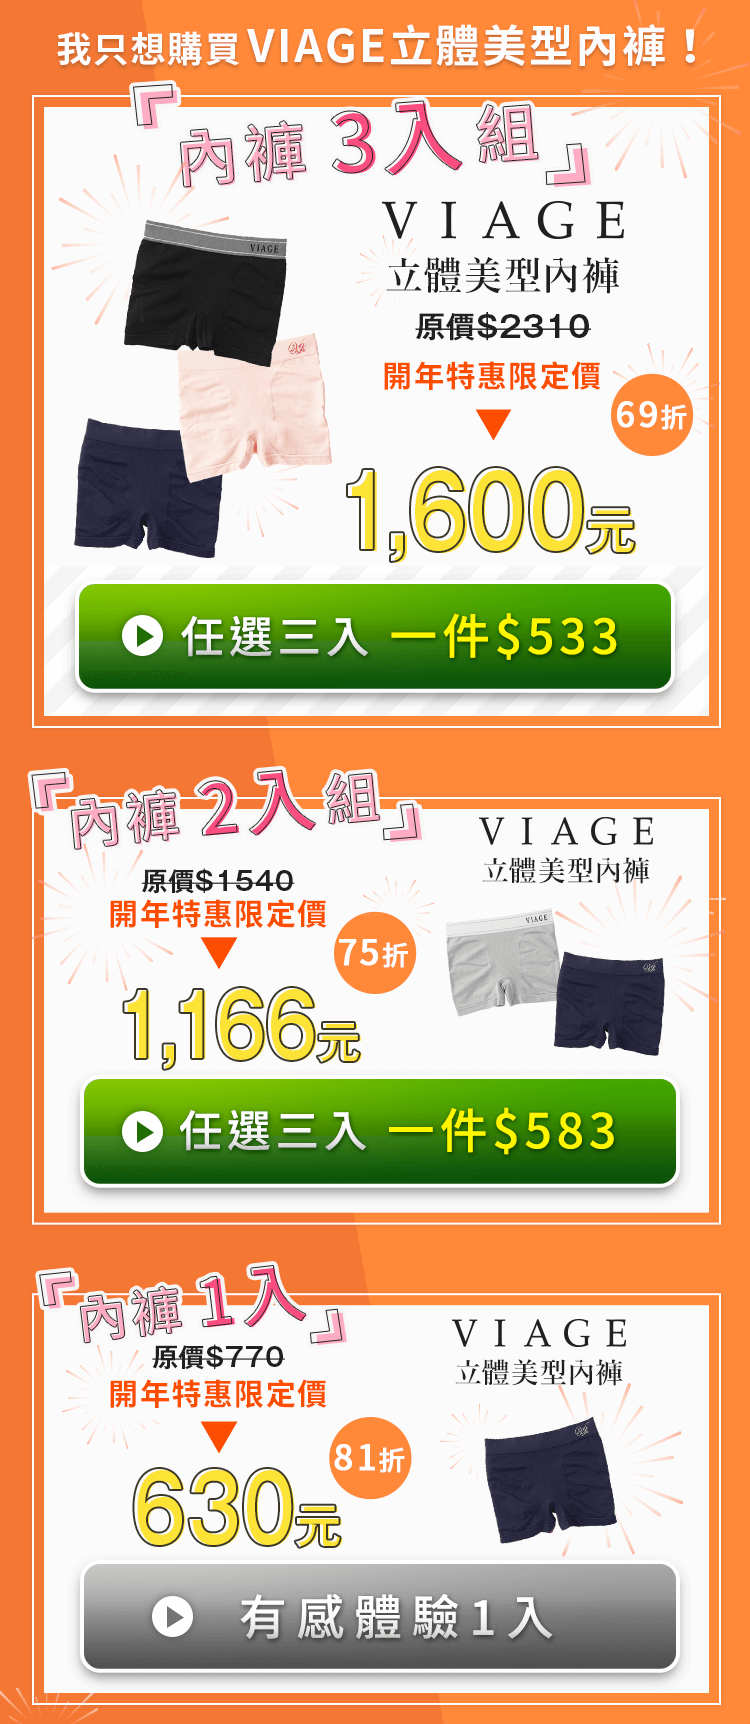 我只想購買VIAGE立體美型內褲！
『內褲3入組』
VIAGE
立體美型內褲
原價$2310
開年特惠限定價
69折
1,600元
VIAGE
任選三入 一件$533
『內褲2入組』
VIAGE
立體美型內褲
原價$1540
開年特惠限定價
75折
1,166元
VIAGE
任選三入 一件$583
『內褲1入』
VIAGE
立體美型內褲
原價$770
開年特惠限定價
81折
630元
有感體驗1入